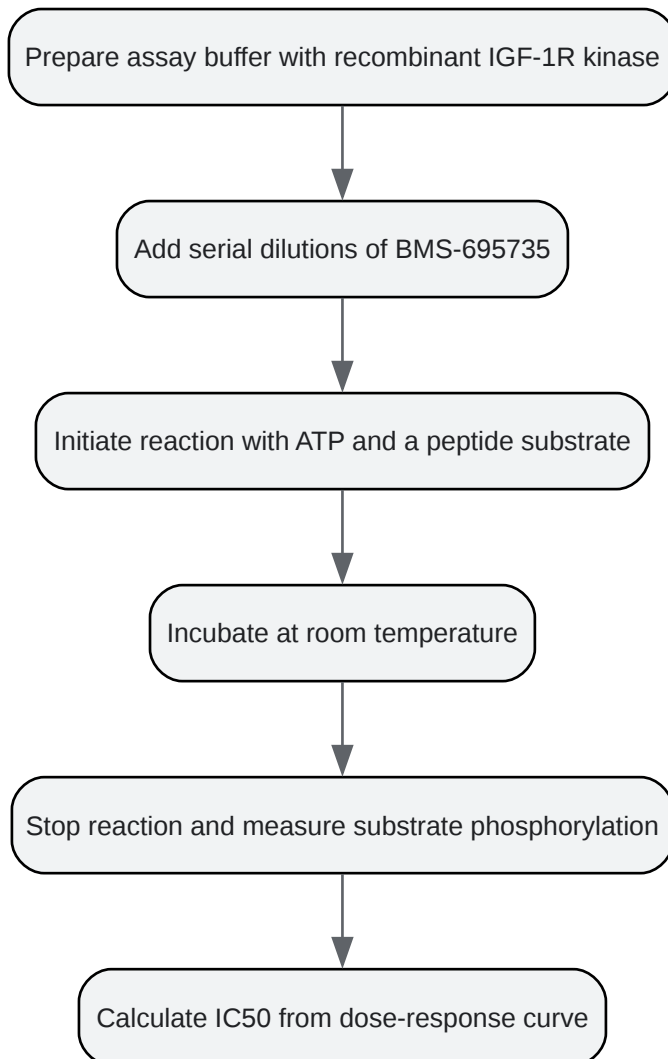 Prepare assay buffer with recombinant IGF-1R kinase
Add serial dilutions of BMS-695735
Initiate reaction with ATP and a peptide substrate
Incubate at room temperature
Stop reaction and measure substrate phosphorylation
Calculate IC50 from dose-response curve